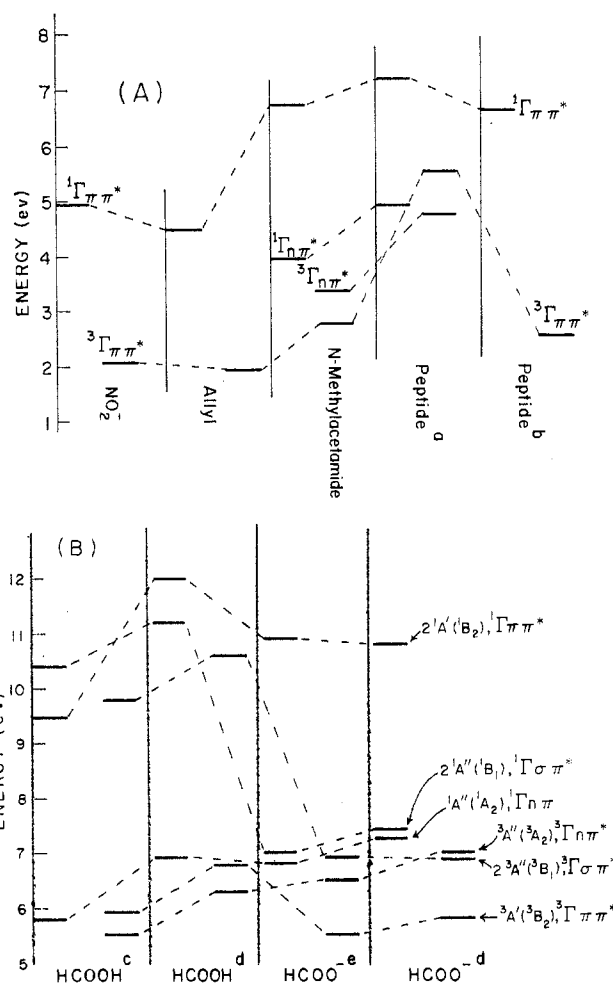 (A)
8
7
6
5
4
3
2
1
ENERGY (ev)
¹Γππ*
³Γππ*
¹Γnπ*
³Γnπ*
¹Γππ*
³Γππ*
NO₂⁻
Allyl
N-Methylacetamide
Peptide a
Peptide b
(B)
12
11
10
9
8
7
6
5
ENERGY (ev)
2¹A′(¹B₂),¹Γππ*
2¹A″(¹B₁),¹Γσπ*
¹A″(¹A₂),¹Γnπ
³A″(³A₂),³Γnπ*
2³A″(³B₁),³Γσπ*
³A′(³B₂),³Γππ*
HCOOH c
HCOOH d
HCOO⁻ e
HCOO⁻ d